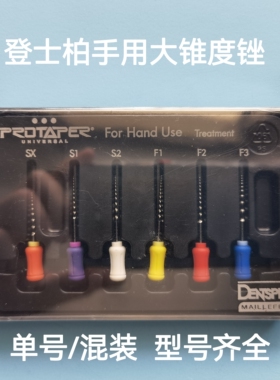 登士柏手用大锥度锉
PROTAPER
UNIVERSAL
For Hand Use
Treatment
SX S1 S2 F1 F2 F3
MAILLEFER
单号/混装 型号齐全